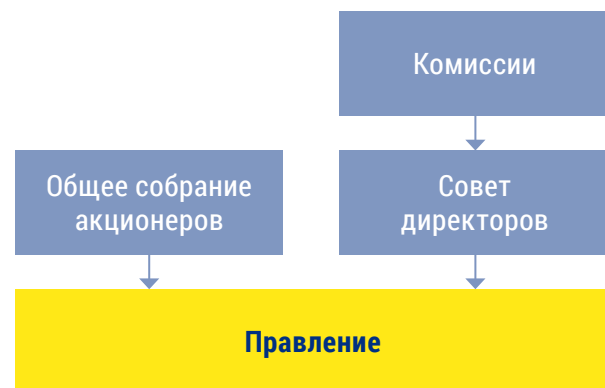 Комиссии
Общее собрание
акционеров
Совет
директоров
Правление